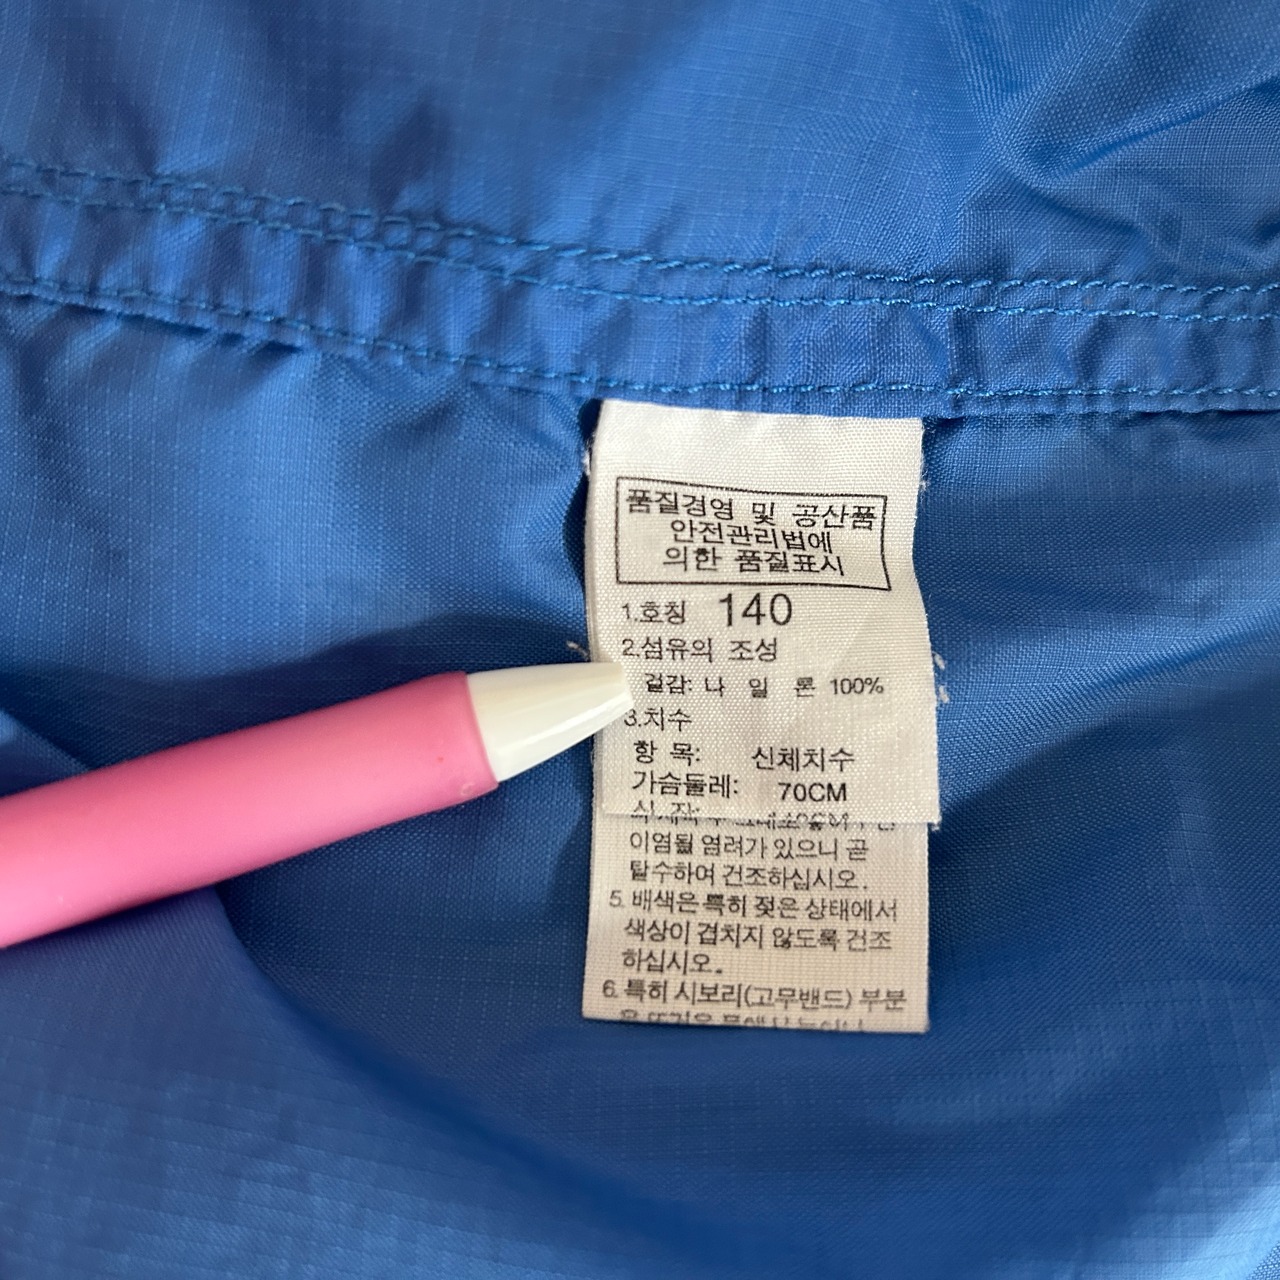 품질경영 및 공산품
안전관리법에
의한 품질표시
1.호칭 140
2.섬유의 조성
겉감: 나 일 론 100%
3.치수
항 목: 신체치수
가슴둘레: 70CM
이염될 염려가 있으니 곧
탈수하여 건조하십시오.
5. 배색은 특히 젖은 상태에서
색상이 겹치지 않도록 건조
하십시오.
6. 특히 시보리(고무밴드) 부분